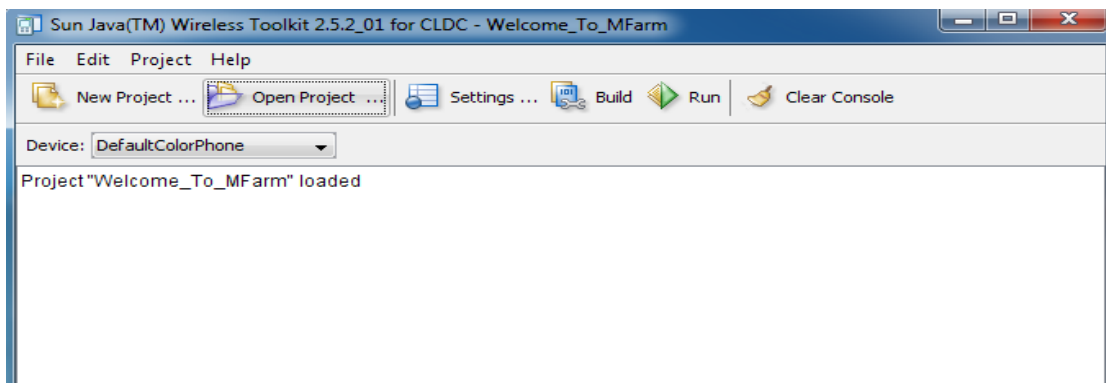 Sun Java(TM) Wireless Toolkit 2.5.2_01 for CLDC - Welcome_To_MFarm
File Edit Project Help
New Project ... Open Project ... Settings ... Build Run Clear Console
Device: DefaultColorPhone
Project "Welcome_To_MFarm" loaded